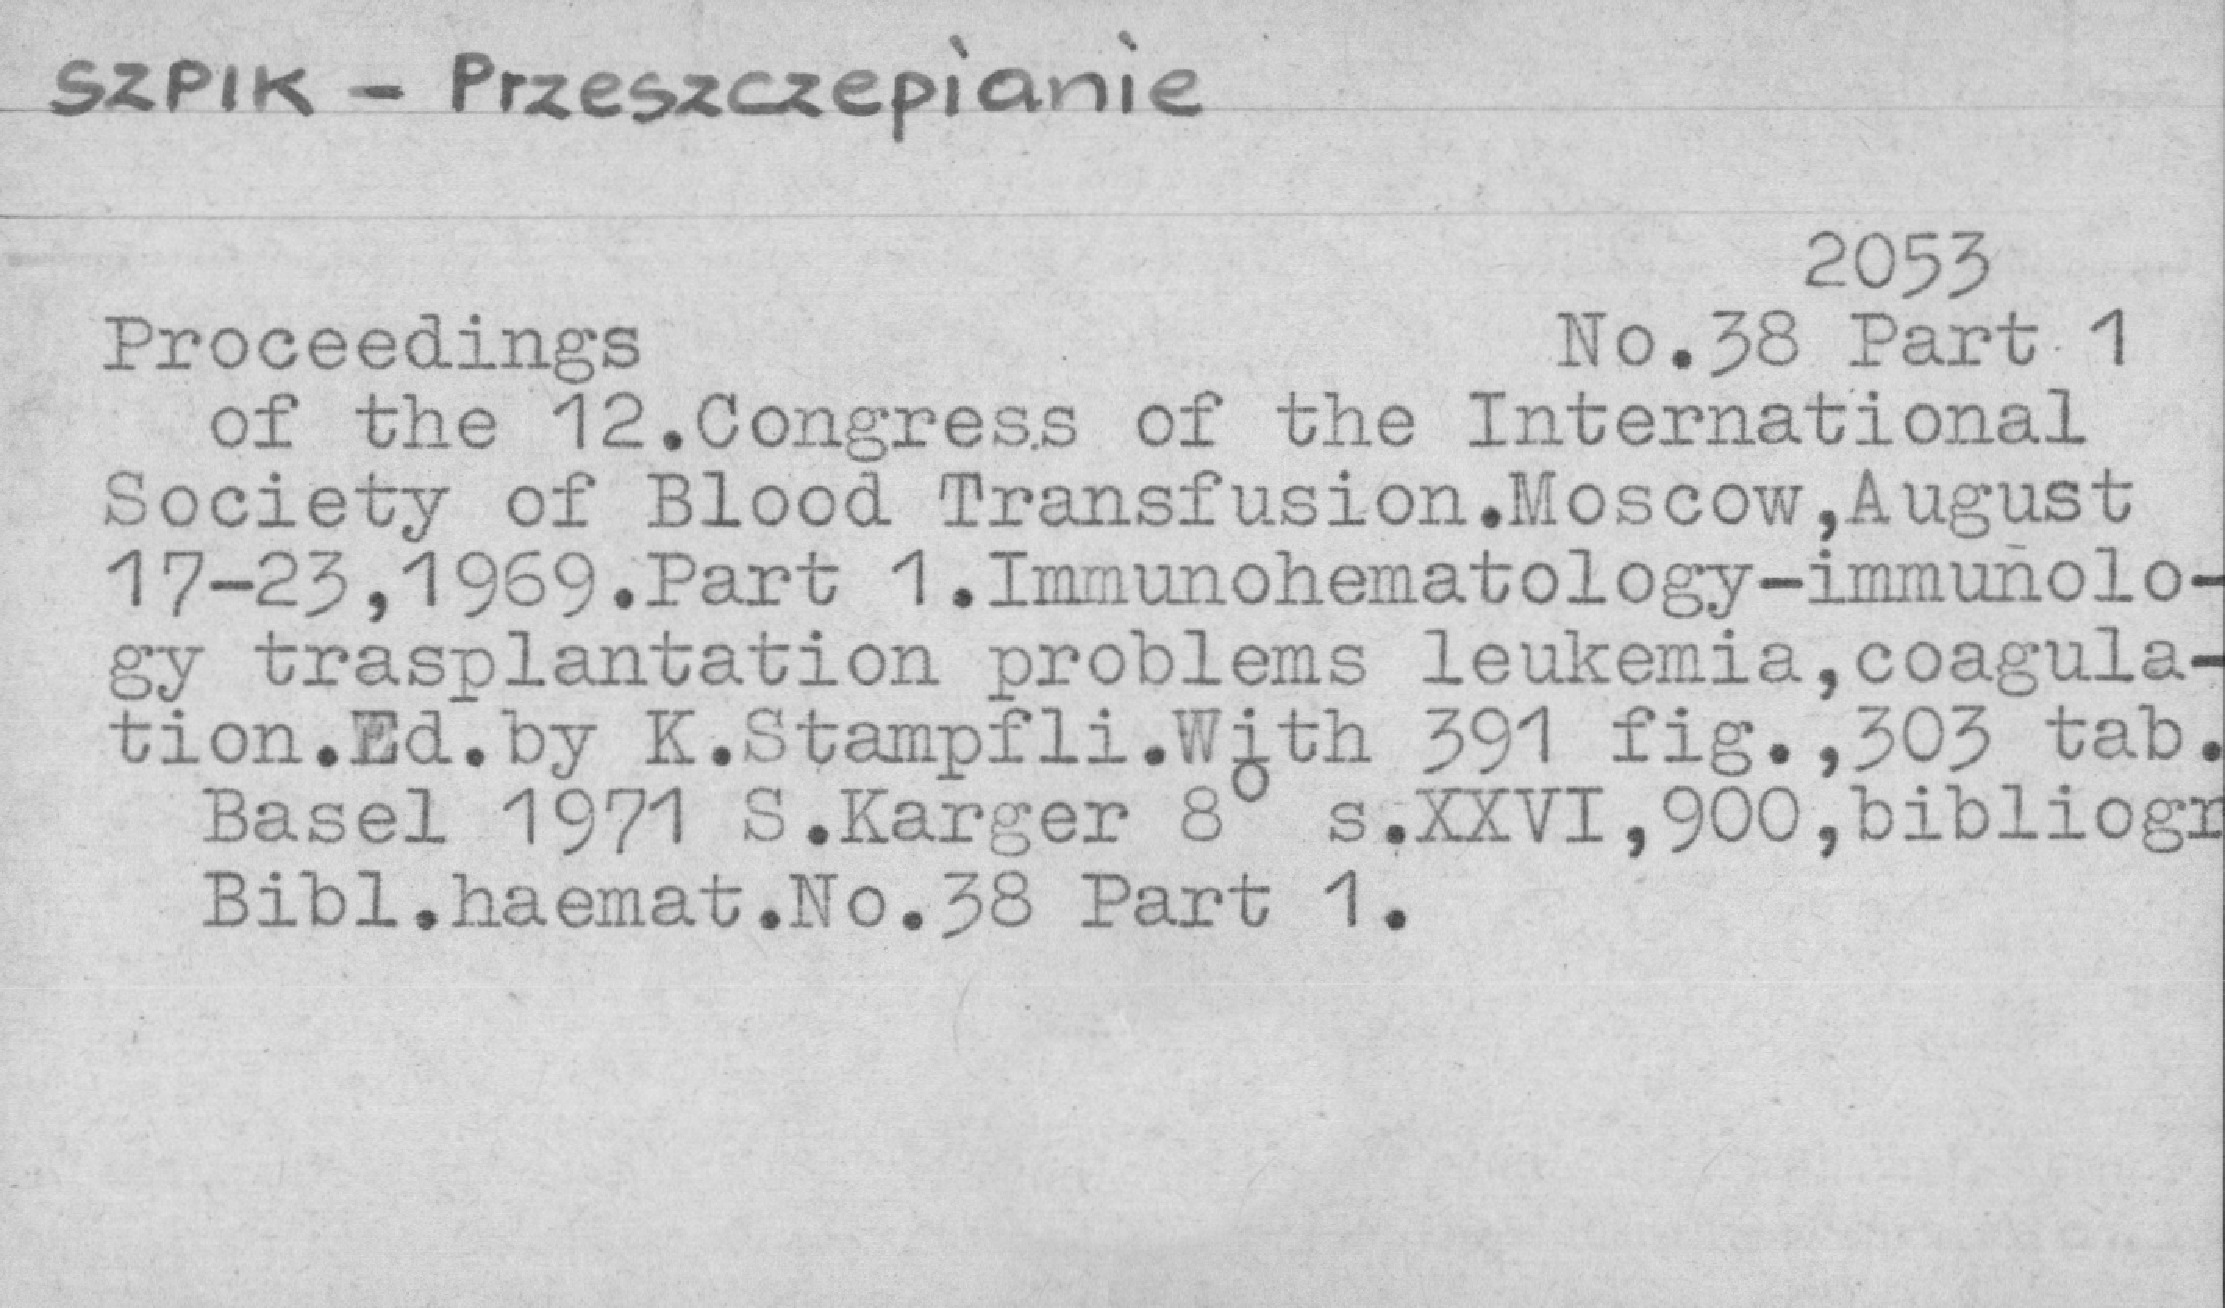 SZPIK - Przeszczepianie
2053
Proceedings No.38 Part 1
of the 12.Congress of the International
Society of Blood Transfusion.Moscow,August
17-23,1969.Part 1.Immunohematology-immunolo-
gy trasplantation problems leukemia,coagula-
tion.Ed.by K.Stampfli.With 391 fig.,303 tab.
Basel 1971 S.Karger 8° s.XXVI,900,bibliogr
Bibl.haemat.No.38 Part 1.